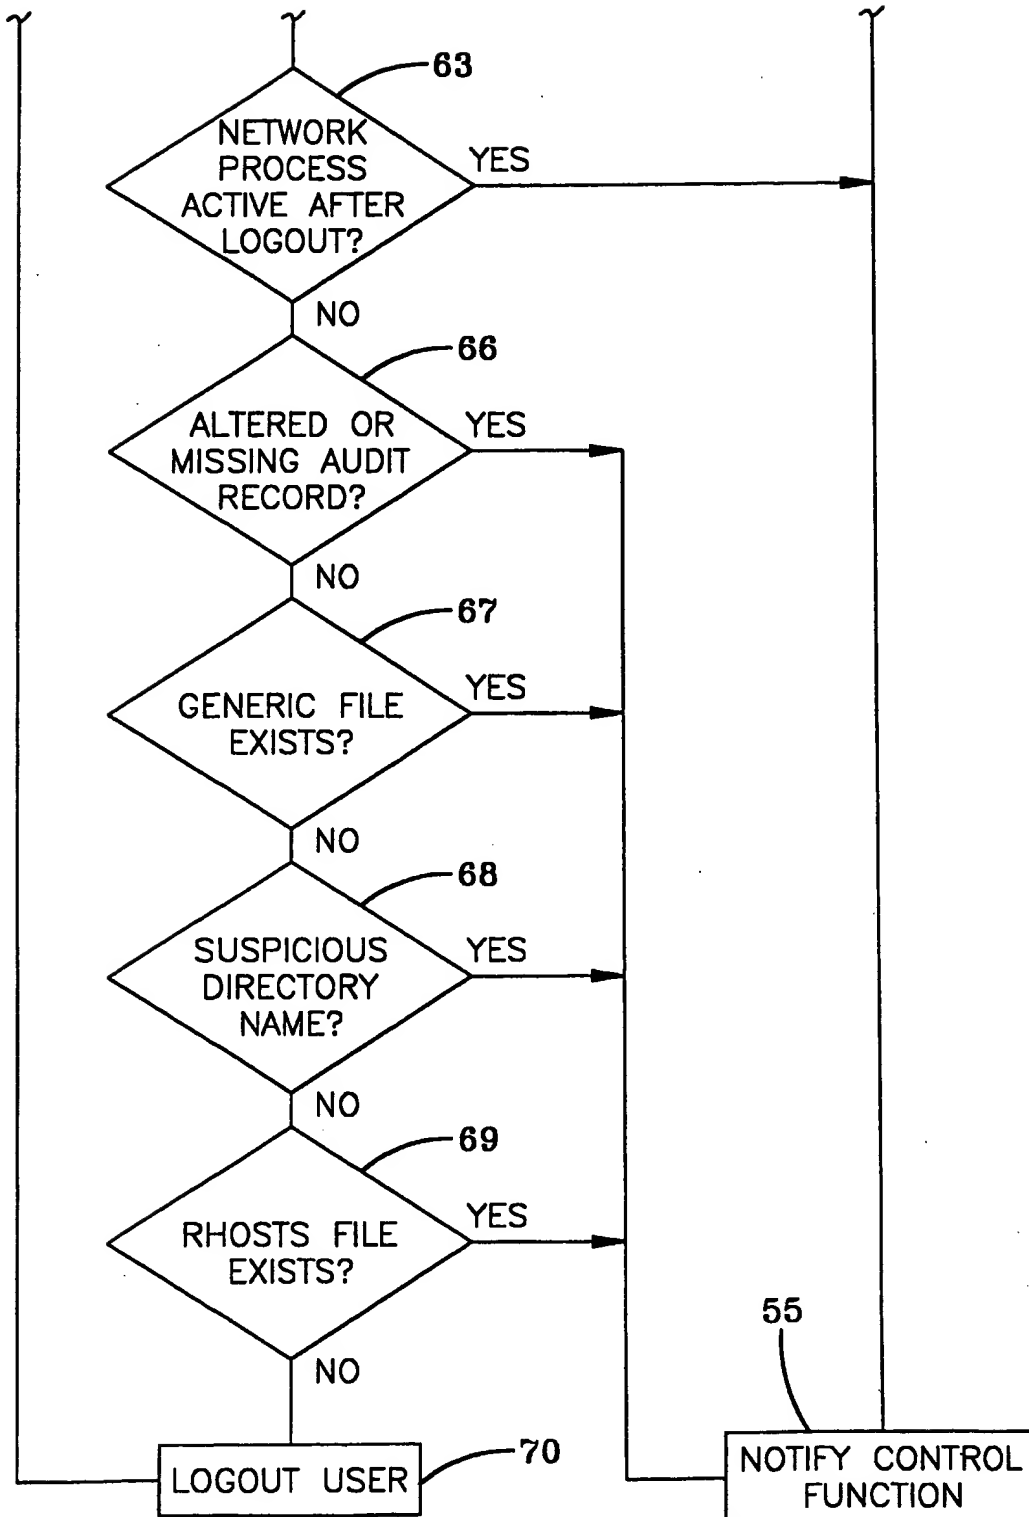 63
NETWORK
PROCESS
ACTIVE AFTER
LOGOUT?
YES
NO
66
ALTERED OR
MISSING AUDIT
RECORD?
YES
NO
67
GENERIC FILE
EXISTS?
YES
NO
68
SUSPICIOUS
DIRECTORY
NAME?
YES
NO
69
RHOSTS FILE
EXISTS?
YES
NO
55
70
LOGOUT USER
NOTIFY CONTROL
FUNCTION